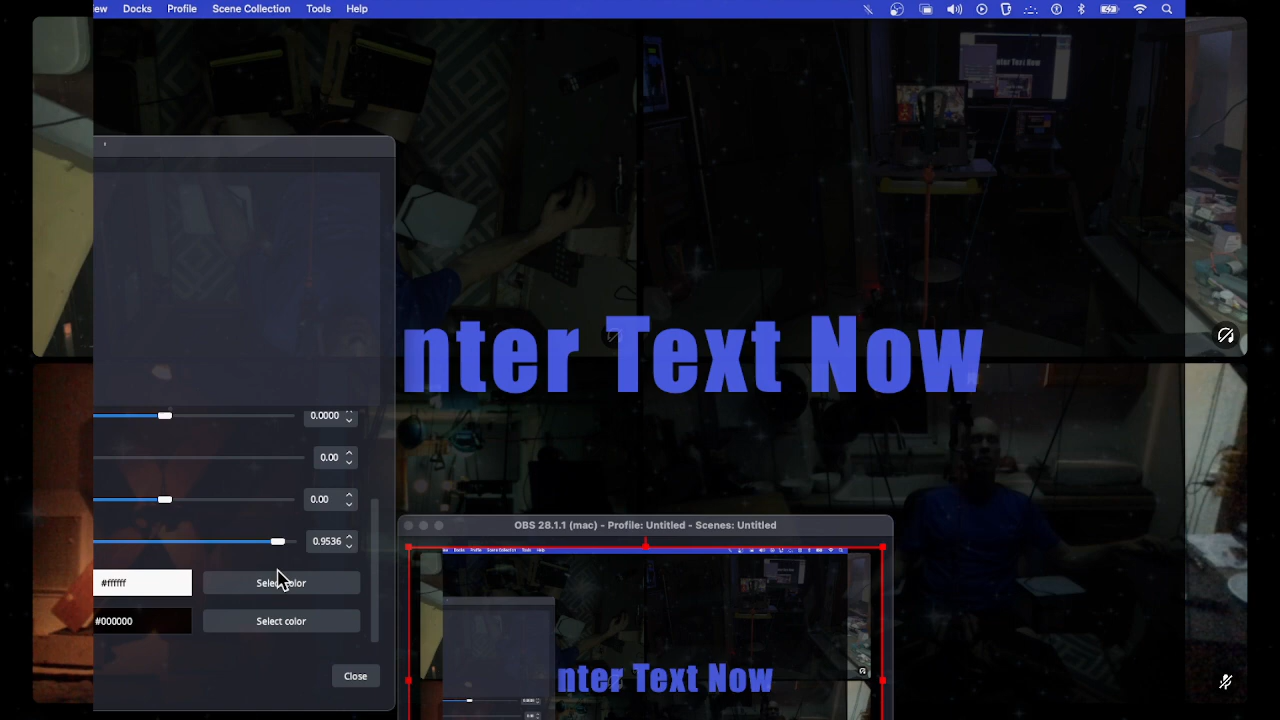 ew Docks Profile Scene Collection Tools Help
nter Text Now
0.0000
0.00
0.00
0.9536
#ffffff Select color
#000000 Select color
Close
OBS 28.1.1 (mac) - Profile: Untitled - Scenes: Untitled
nter Text Now